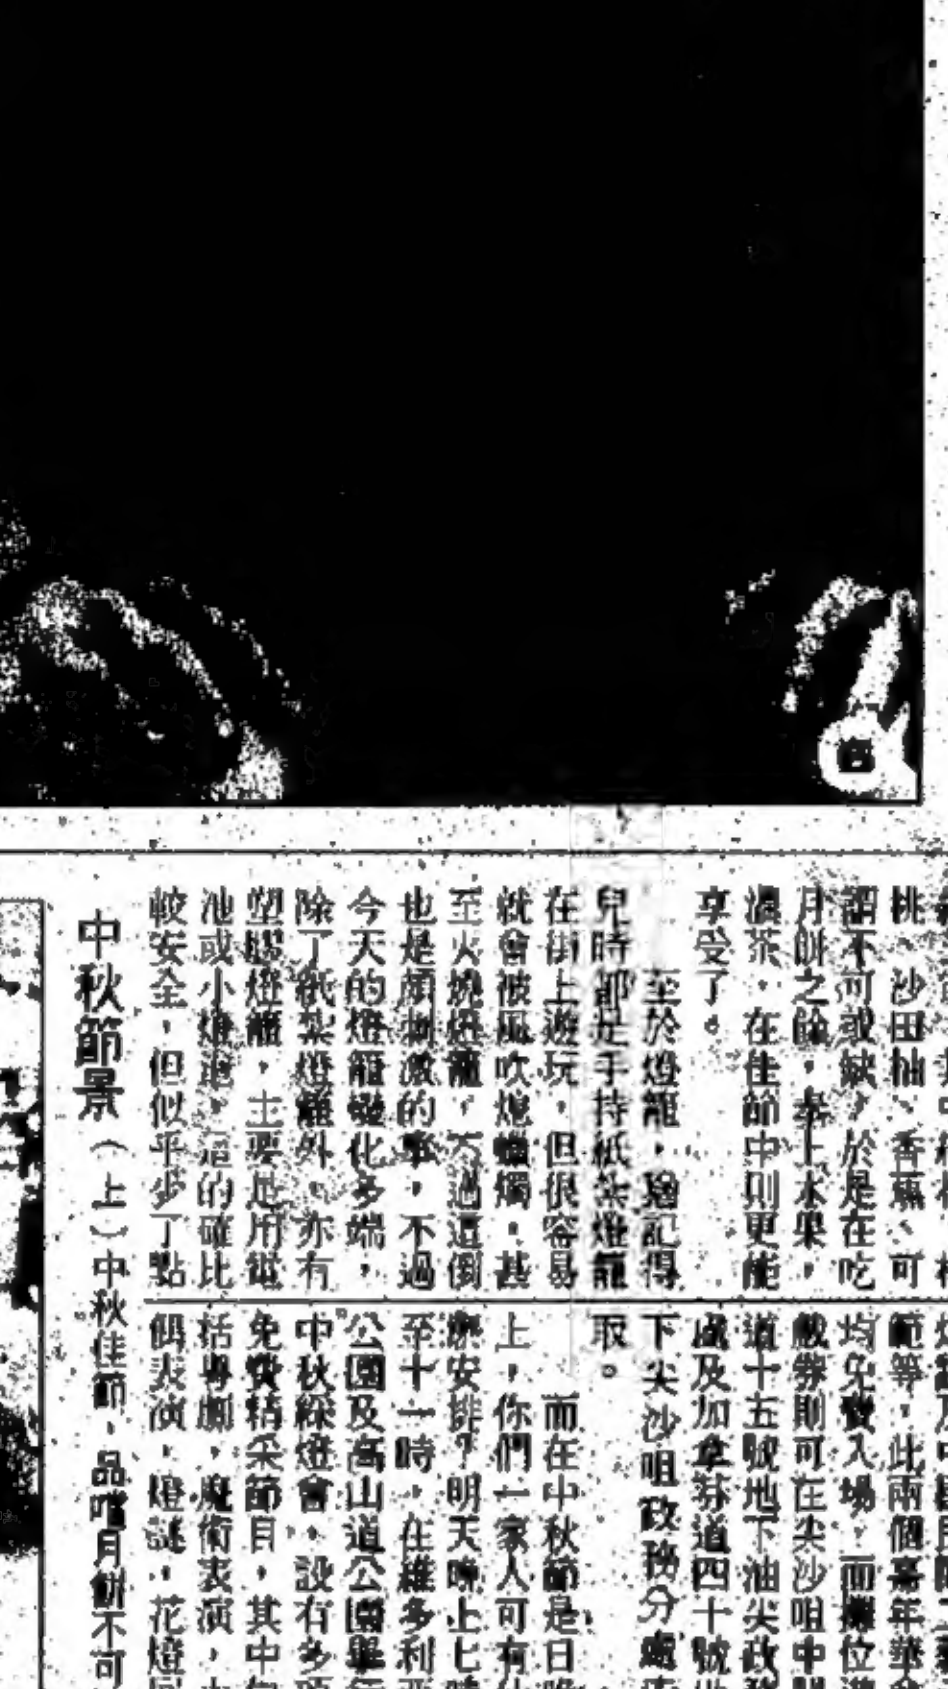 桃、沙田柚、香蕉、可
謂不可或缺，於是在吃
月餅之餘，奉上水果，
濃茶，在佳節中則更能
享受了。
至於燈籠，猶記得
兒時都是手持紙紮燈籠
在街上遊玩，但很容易
就會被風吹熄蠟燭，甚
至火燒燈籠，不過這倒
也是頗刺激的事，不過
今天的燈籠變化多端，
除了紙紮燈籠外，亦有
塑膠燈籠，主要是用電
池或小燈泡，這的確比
較安全，但似乎少了點
範等，此兩個嘉年華會
均免費入場，而攤位遊
戲券則可在尖沙咀中間
道十五號地下油尖政務
處及加拿芬道四十號地
下尖沙咀政務分處索
取。
而在中秋節是日晚
上，你們一家人可有什
麼安排？明天晚上七時
至十一時，在維多利亞
公園及高山道公園舉行
中秋綵燈會，設有多項
免費精采節目，其中包
括粵劇，魔術表演，木
偶表演，燈謎，花燈展
中秋節景（上）中秋佳節，品嚐月餅不可